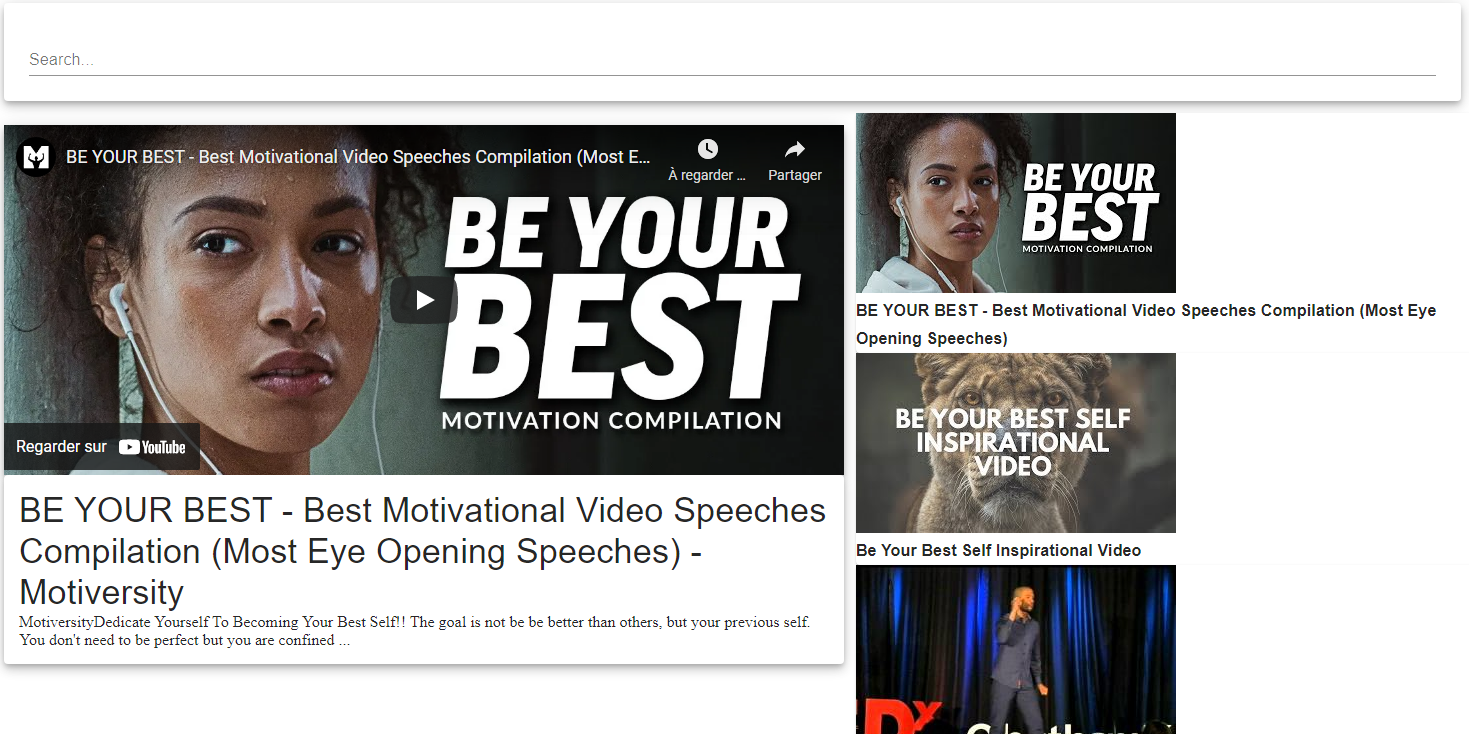 Search...
BE YOUR BEST - Best Motivational Video Speeches Compilation (Most E...
À regarder ...
Partager
BE YOUR
BEST
MOTIVATION COMPILATION
Regarder sur YouTube
BE YOUR BEST - Best Motivational Video Speeches
Compilation (Most Eye Opening Speeches) -
Motiversity
MotiversityDedicate Yourself To Becoming Your Best Self!! The goal is not be be better than others, but your previous self.
You don't need to be perfect but you are confined ...
BE YOUR
BEST
MOTIVATION COMPILATION
BE YOUR BEST - Best Motivational Video Speeches Compilation (Most Eye
Opening Speeches)
BE YOUR BEST SELF
INSPIRATIONAL
VIDEO
Be Your Best Self Inspirational Video